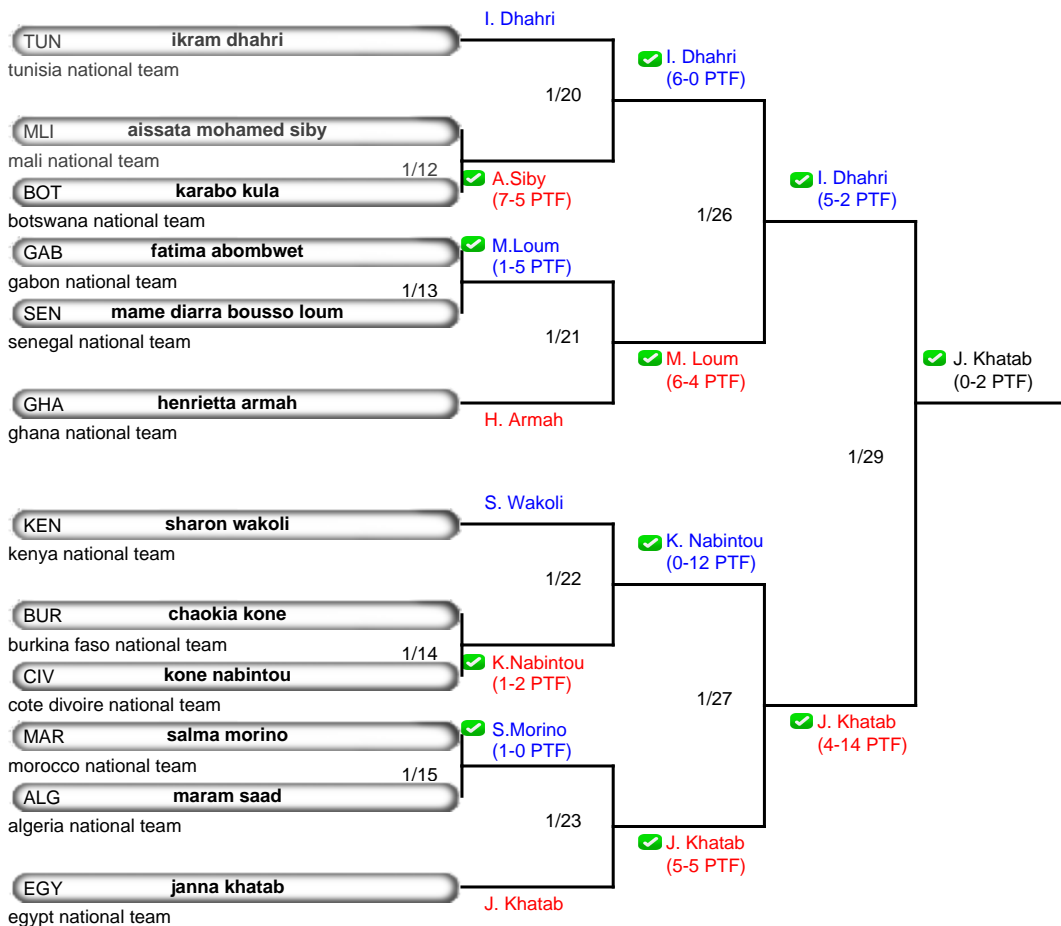 I. Dhahri
TUN ikram dhahri
tunisia national team
I. Dhahri
(6-0 PTF)
1/20
MLI aissata mohamed siby
mali national team
1/12
A.Siby
(7-5 PTF)
BOT karabo kula
botswana national team
I. Dhahri
(5-2 PTF)
1/26
GAB fatima abombwet
gabon national team
M.Loum
(1-5 PTF)
1/13
SEN mame diarra bousso loum
senegal national team
1/21
M. Loum
(6-4 PTF)
J. Khatab
(0-2 PTF)
GHA henrietta armah
ghana national team
H. Armah
1/29
S. Wakoli
KEN sharon wakoli
kenya national team
K. Nabintou
(0-12 PTF)
1/22
BUR chaokia kone
burkina faso national team
1/14
K.Nabintou
(1-2 PTF)
CIV kone nabintou
cote divoire national team
1/27
J. Khatab
(4-14 PTF)
MAR salma morino
morocco national team
S.Morino
(1-0 PTF)
1/15
ALG maram saad
algeria national team
1/23
J. Khatab
(5-5 PTF)
EGY janna khatab
egypt national team
J. Khatab